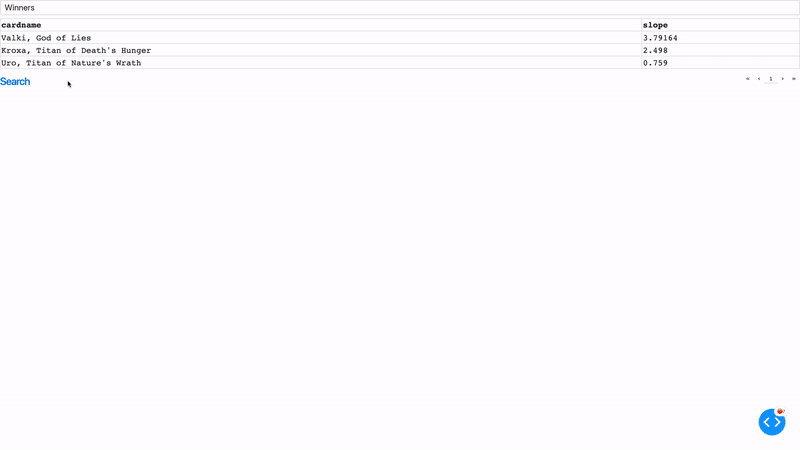 Winners
cardname slope
Valki, God of Lies 3.79164
Kroxa, Titan of Death's Hunger 2.498
Uro, Titan of Nature's Wrath 0.759
Search « ‹ 1 › »